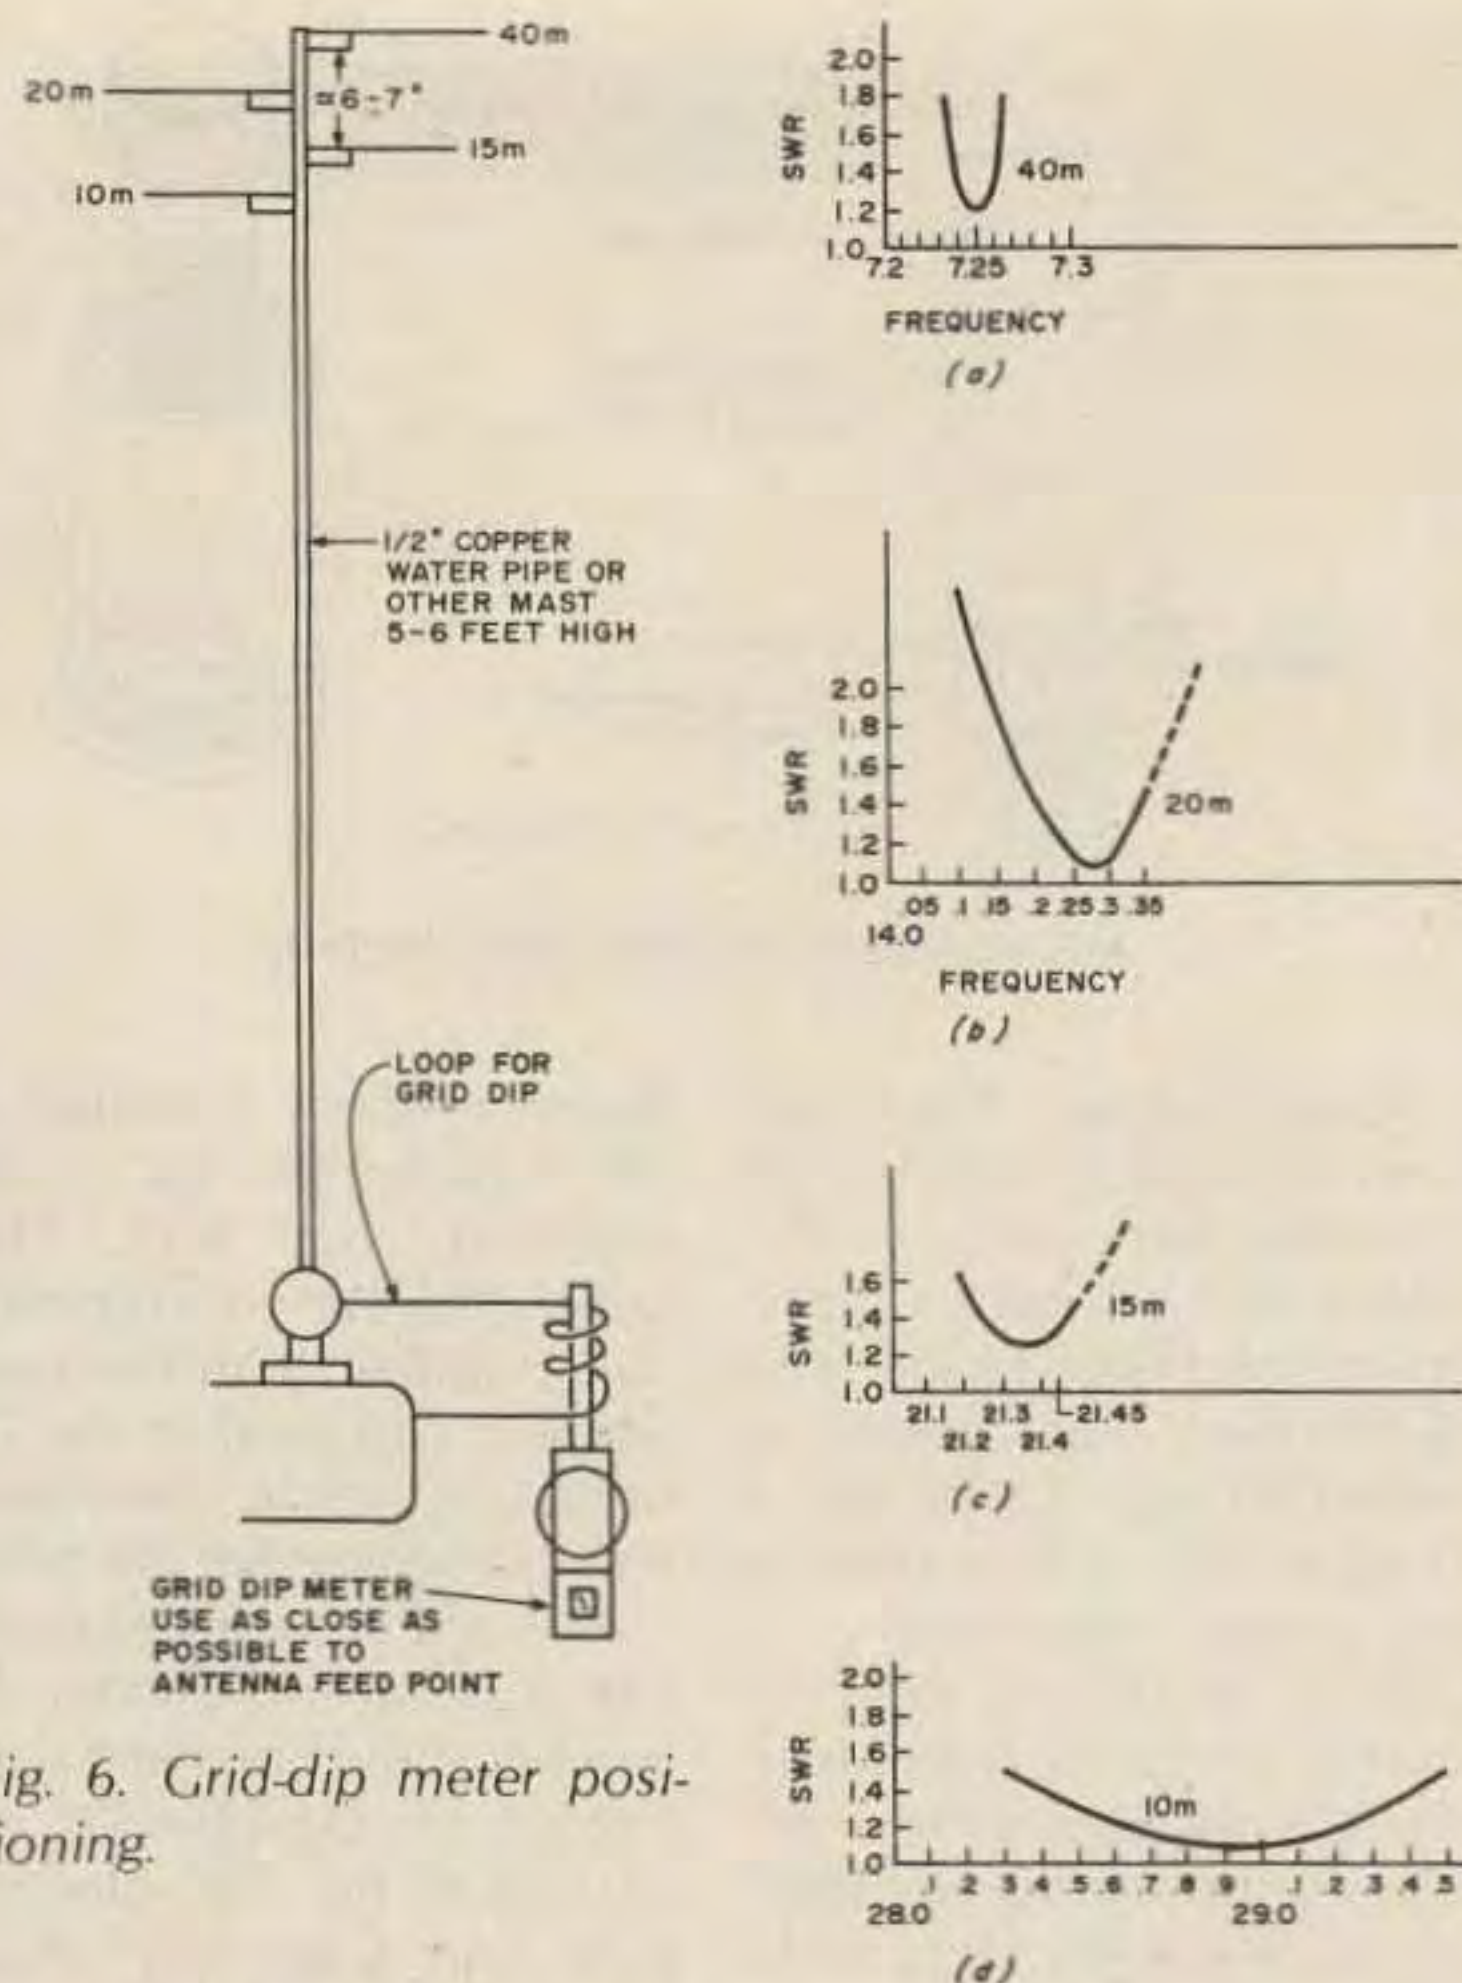 40m
20m
≈6-7"
15m
10m
1/2" COPPER
WATER PIPE OR
OTHER MAST
5-6 FEET HIGH
LOOP FOR
GRID DIP
GRID DIP METER
USE AS CLOSE AS
POSSIBLE TO
ANTENNA FEED POINT
ig. 6. Grid-dip meter posi-
ioning.
2.0
1.8
1.6
1.4
1.2
1.0
SWR
40m
7.2 7.25 7.3
FREQUENCY
(a)
2.0
1.8
1.6
1.4
1.2
1.0
SWR
20m
.05 .1 .15 .2 .25 .3 .35
14.0
FREQUENCY
(b)
1.6
1.4
1.2
1.0
SWR
15m
21.1 21.3 21.45
21.2 21.4
(c)
2.0
1.8
1.6
1.4
1.2
1.0
SWR
10m
.1 .2 .3 .4 .5 .6 .7 .8 .9 .1 .2 .3 .4 .5
28.0 29.0
(d)